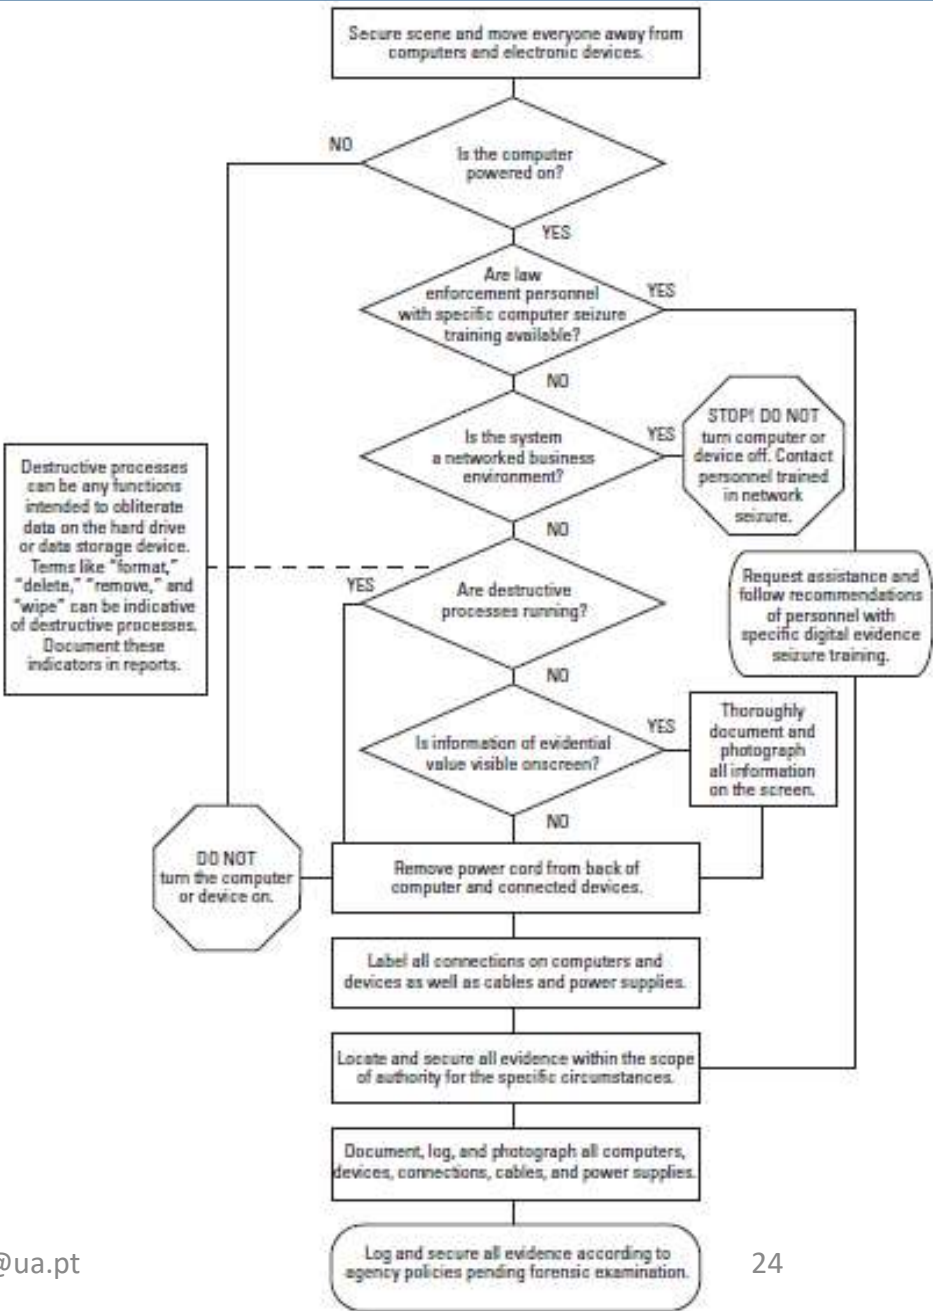 Secure scene and move everyone away from
computers and electronic devices.
NO
Is the computer
powered on?
YES
Are law
enforcement personnel
with specific computer seizure
training available?
YES
NO
Is the system
a networked business
environment?
YES
STOP! DO NOT
turn computer or
device off. Contact
personnel trained
in network
seizure.
NO
Destructive processes
can be any functions
intended to obliterate
data on the hard drive
or data storage device.
Terms like “format,”
“delete,” “remove,” and
“wipe” can be indicative
of destructive processes.
Document these
indicators in reports.
YES
Are destructive
processes running?
Request assistance and
follow recommendations
of personnel with
specific digital evidence
seizure training.
NO
Is information of evidential
value visible onscreen?
YES
Thoroughly
document and
photograph
all information
on the screen.
NO
DO NOT
turn the computer
or device on.
Remove power cord from back of
computer and connected devices.
Label all connections on computers and
devices as well as cables and power supplies.
Locate and secure all evidence within the scope
of authority for the specific circumstances.
Document, log, and photograph all computers,
devices, connections, cables, and power supplies.
Log and secure all evidence according to
agency policies pending forensic examination.
@ua.pt
24